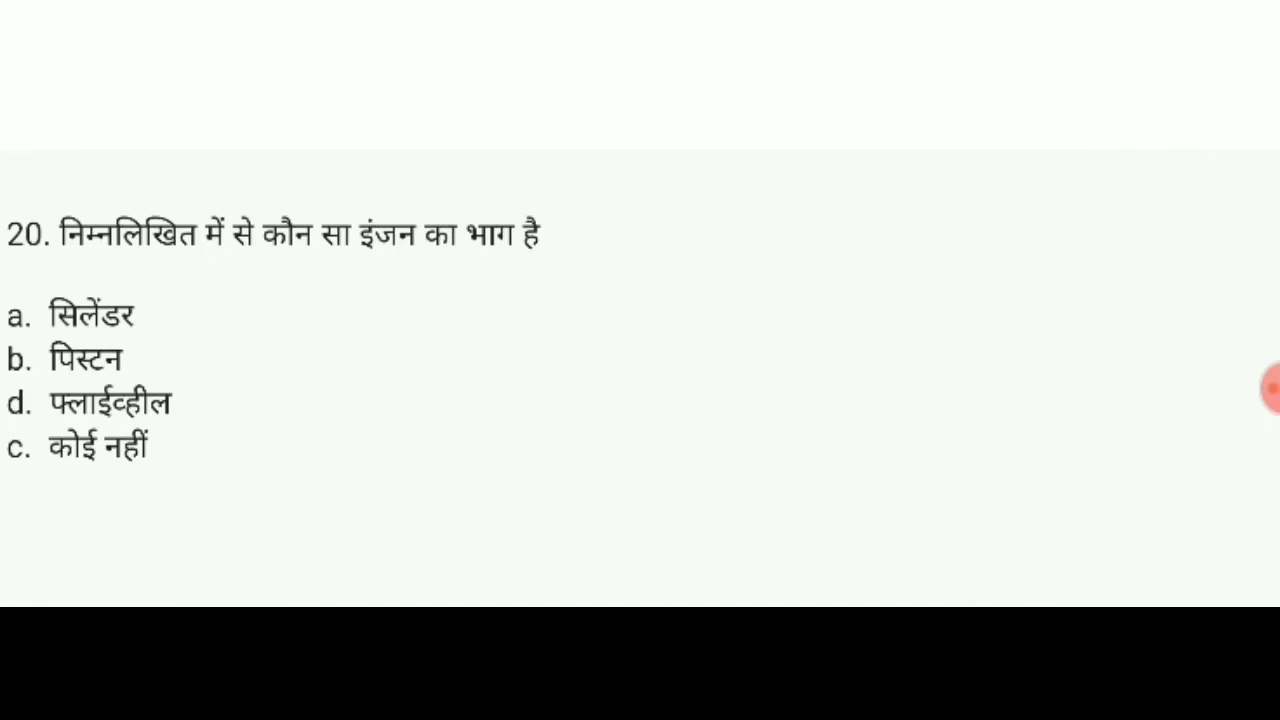 20. निम्नलिखित में से कौन सा इंजन का भाग है
a. सिलेंडर
b. पिस्टन
d. फ्लाईव्हील
c. कोई नहीं